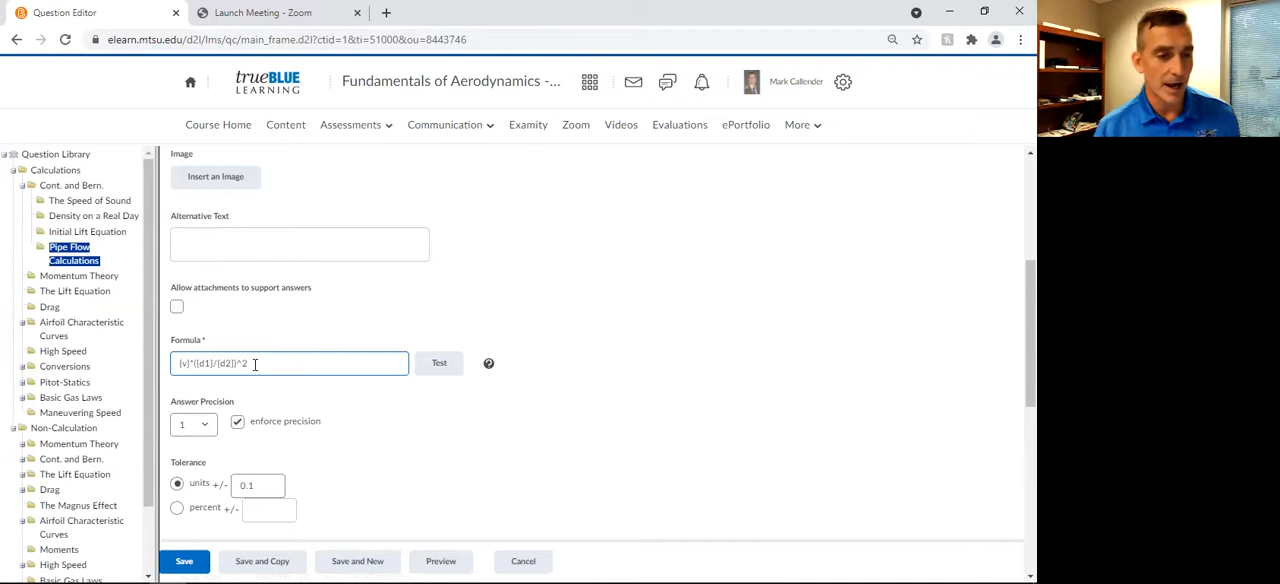 Question Editor
Launch Meeting - Zoom
elearn.mtsu.edu/d2l/lms/qc/main_frame.d2l?ctid=1&ti=51000&ou=8443746
trueBLUE
LEARNING
Fundamentals of Aerodynamics -...
Mark Callender
Course Home
Content
Assessments
Communication
Examity
Zoom
Videos
Evaluations
ePortfolio
More
Question Library
Calculations
Cont. and Bern.
The Speed of Sound
Density on a Real Day
Initial Lift Equation
Pipe Flow
Calculations
Momentum Theory
The Lift Equation
Drag
Airfoil Characteristic
Curves
High Speed
Conversions
Pitot-Statics
Basic Gas Laws
Maneuvering Speed
Non-Calculation
Momentum Theory
Cont. and Bern.
The Lift Equation
Drag
The Magnus Effect
Airfoil Characteristic
Curves
Moments
High Speed
Basic Gas Laws
Image
Insert an Image
Alternative Text
Allow attachments to support answers
Formula *
{v}*({d1}/{d2})^2
Test
Answer Precision
1
enforce precision
Tolerance
units +/- 0.1
percent +/-
Save
Save and Copy
Save and New
Preview
Cancel